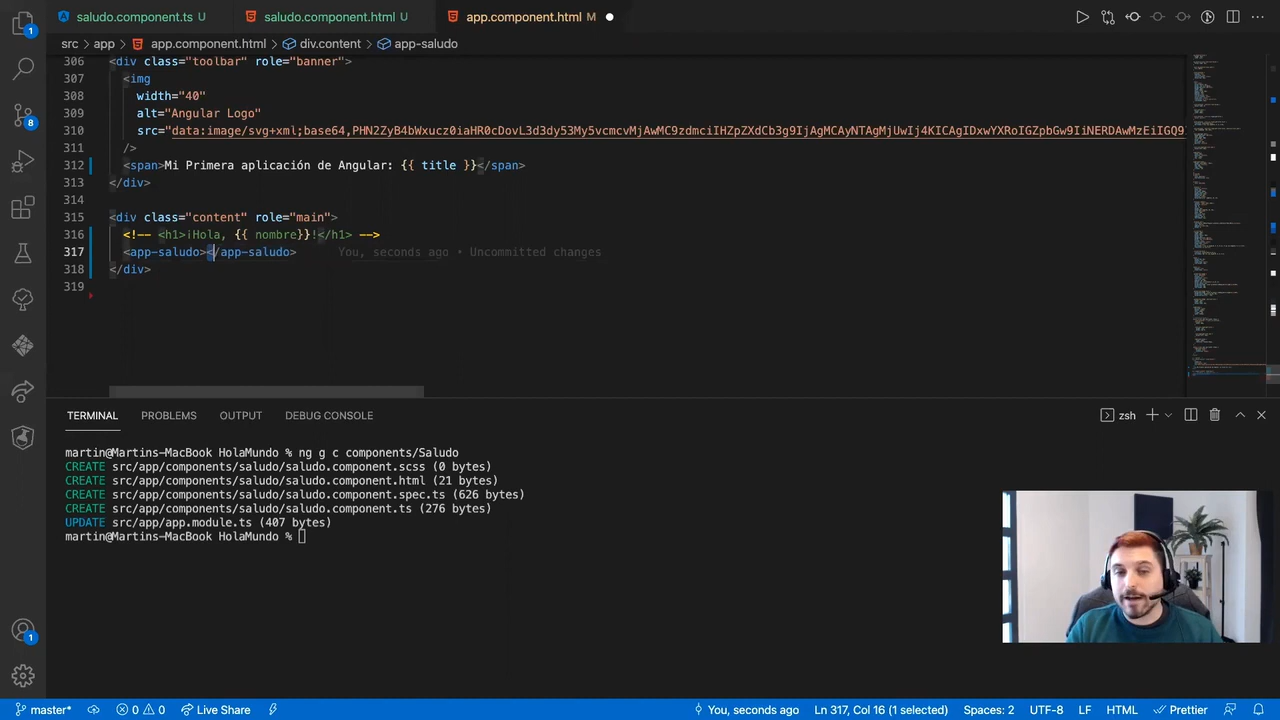 saludo.component.ts U
saludo.component.html U
app.component.html M
src > app > app.component.html > div.content > app-saludo
306 <div class="toolbar" role="banner">
307 <img
308 width="40"
309 alt="Angular Logo"
310 src="data:image/svg+xml;base64,
311 />
312 <span>Mi Primera aplicación de Angular: {{ title }}</span>
313 </div>
314
315 <div class="content" role="main">
316 <!-- <h1>¡Hola, {{ nombre}}!</h1> -->
317 <app-saludo></app-saludo> You, seconds ago • Uncommitted changes
318 </div>
319
TERMINAL PROBLEMS OUTPUT DEBUG CONSOLE zsh
martin@Martins-MacBook HolaMundo % ng g c components/Saludo
CREATE src/app/components/saludo/saludo.component.scss (0 bytes)
CREATE src/app/components/saludo/saludo.component.html (21 bytes)
CREATE src/app/components/saludo/saludo.component.spec.ts (626 bytes)
CREATE src/app/components/saludo/saludo.component.ts (276 bytes)
UPDATE src/app/app.module.ts (407 bytes)
martin@Martins-MacBook HolaMundo %
1
8
1
master* 0 0 Live Share You, seconds ago Ln 317, Col 16 (1 selected) Spaces: 2 UTF-8 LF HTML Prettier